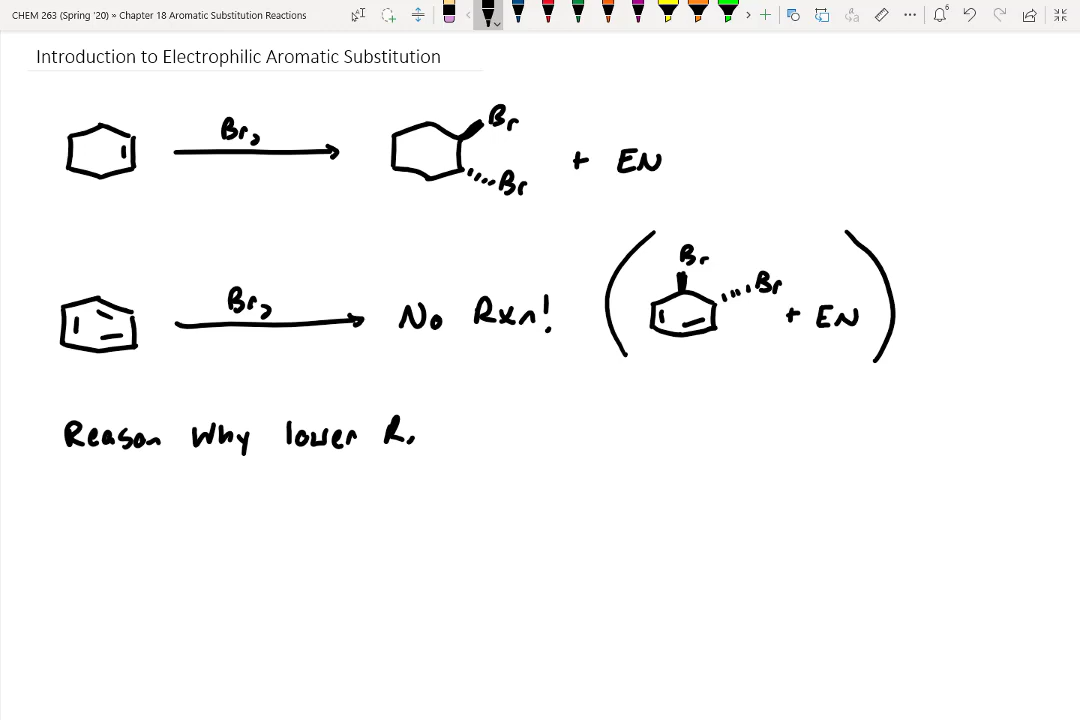 CHEM 263 (Spring '20) » Chapter 18 Aromatic Substitution Reactions
6
Introduction to Electrophilic Aromatic Substitution
Br₂
Br
Br
+ EN
Br₂
No Rxn!
Br
Br
+ EN
Reason Why lower R